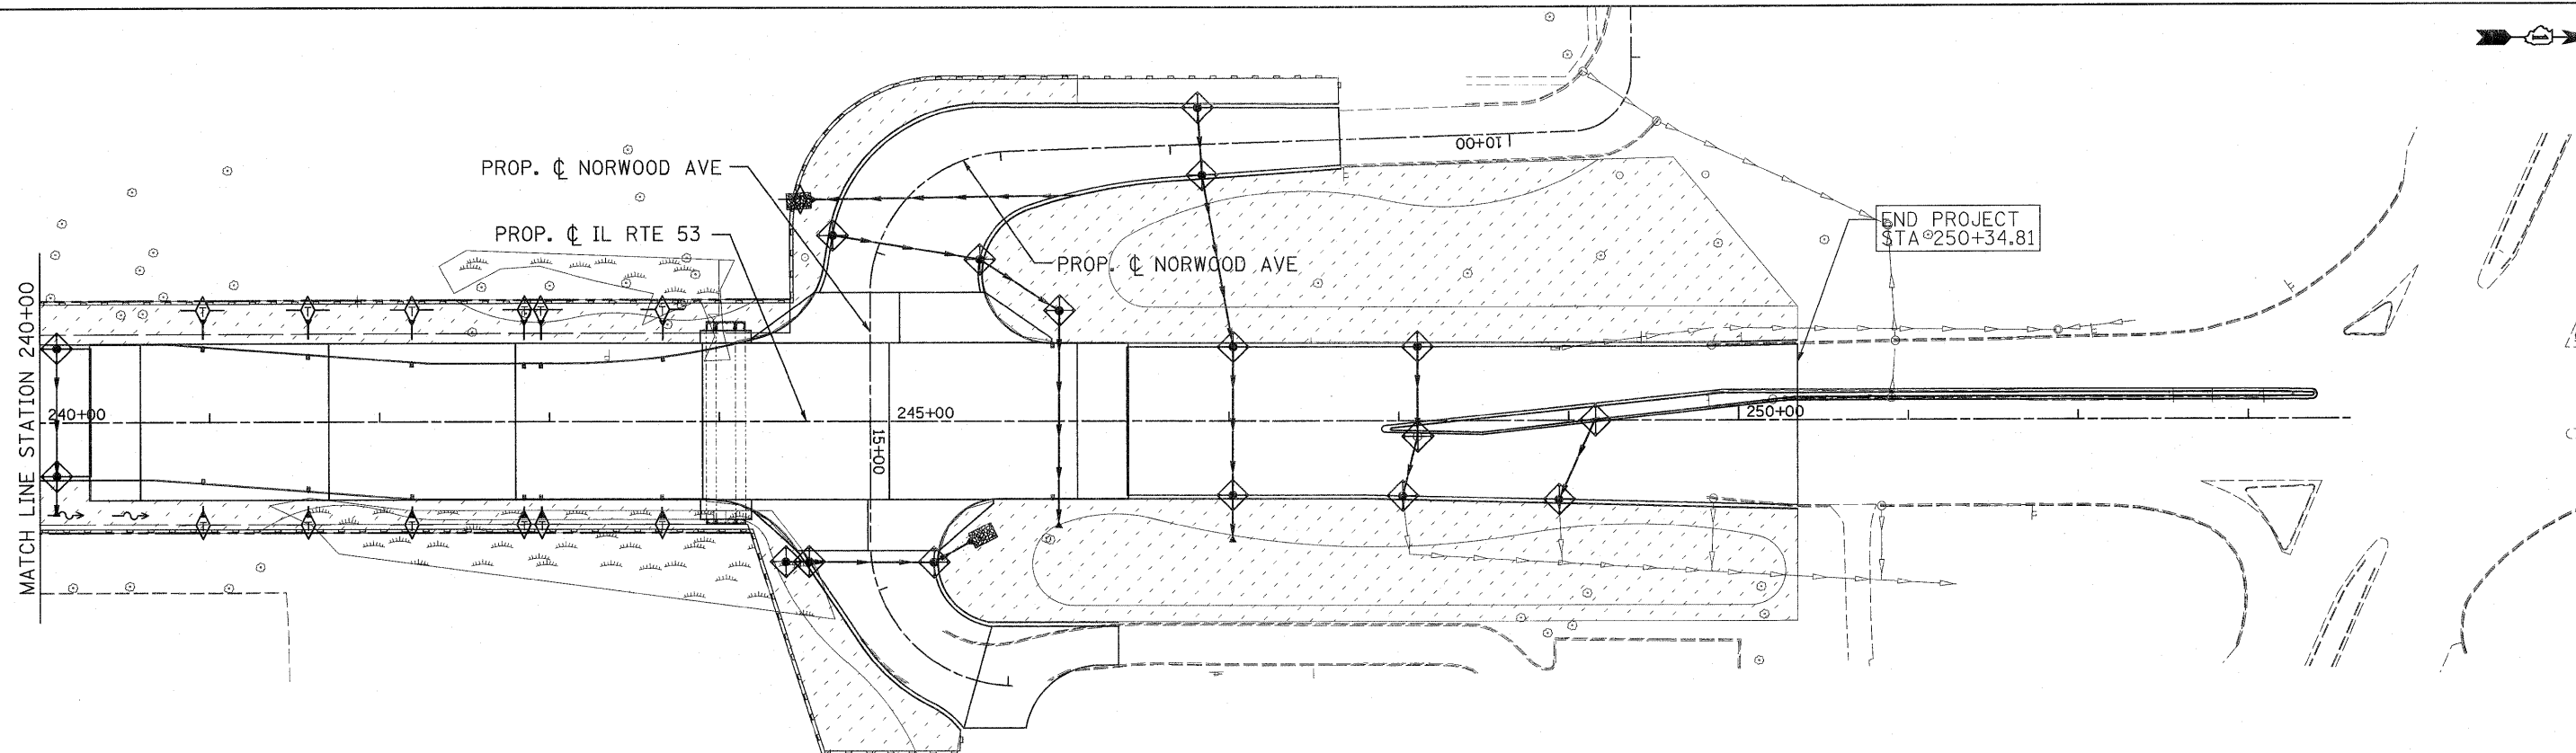 PROP. ℄ NORWOOD AVE
10+00
PROP. ℄ IL RTE 53
END PROJECT
STA 250+34.81
PROP. ℄ NORWOOD AVE
MATCH LINE STATION 240+00
T T T T T T
240+00
245+00
250+00
15+00
T T T T T T